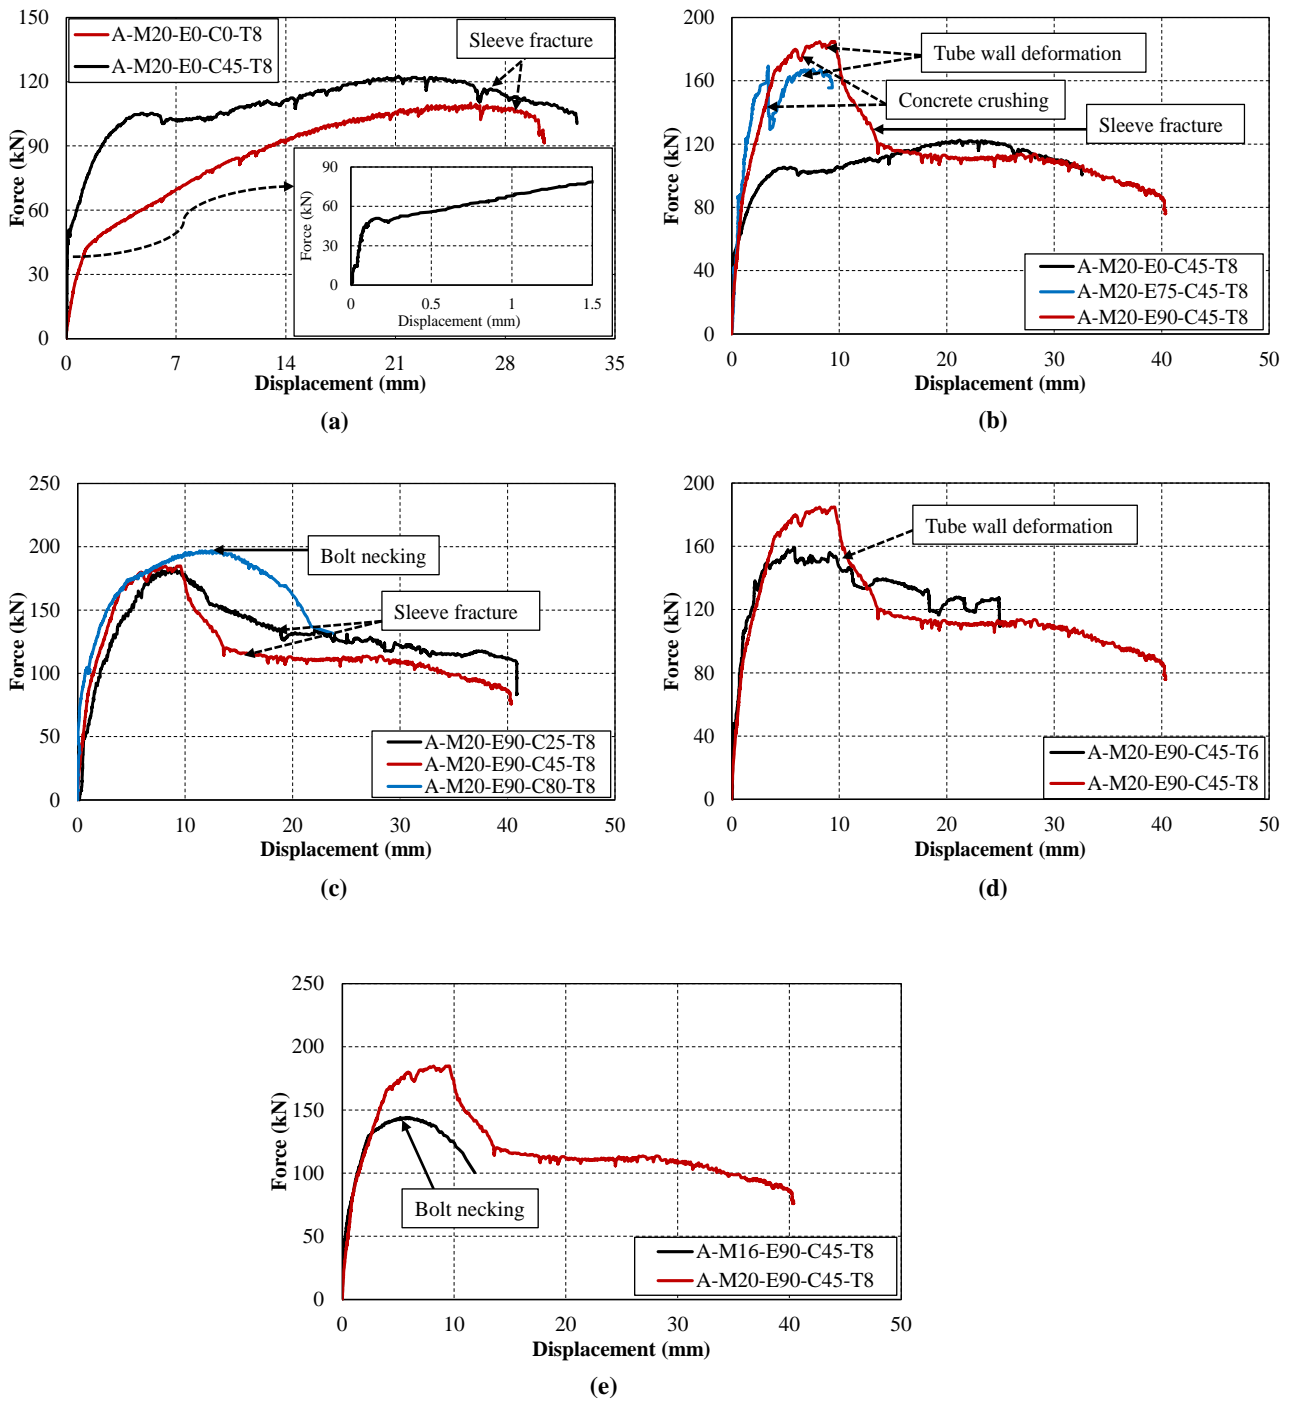 150
120
90
60
30
0
Force (kN)
A-M20-E0-C0-T8
A-M20-E0-C45-T8
Sleeve fracture
90
60
30
0
Force (kN)
0 0.5 1 1.5
Displacement (mm)
0 7 14 21 28 35
Displacement (mm)
(a)
200
160
120
80
40
0
Force (kN)
Tube wall deformation
Concrete crushing
Sleeve fracture
A-M20-E0-C45-T8
A-M20-E75-C45-T8
A-M20-E90-C45-T8
0 10 20 30 40 50
Displacement (mm)
(b)
250
200
150
100
50
0
Force (kN)
Bolt necking
Sleeve fracture
A-M20-E90-C25-T8
A-M20-E90-C45-T8
A-M20-E90-C80-T8
0 10 20 30 40 50
Displacement (mm)
(c)
200
160
120
80
40
0
Force (kN)
Tube wall deformation
A-M20-E90-C45-T6
A-M20-E90-C45-T8
0 10 20 30 40 50
Displacement (mm)
(d)
250
200
150
100
50
0
Force (kN)
Bolt necking
A-M16-E90-C45-T8
A-M20-E90-C45-T8
0 10 20 30 40 50
Displacement (mm)
(e)